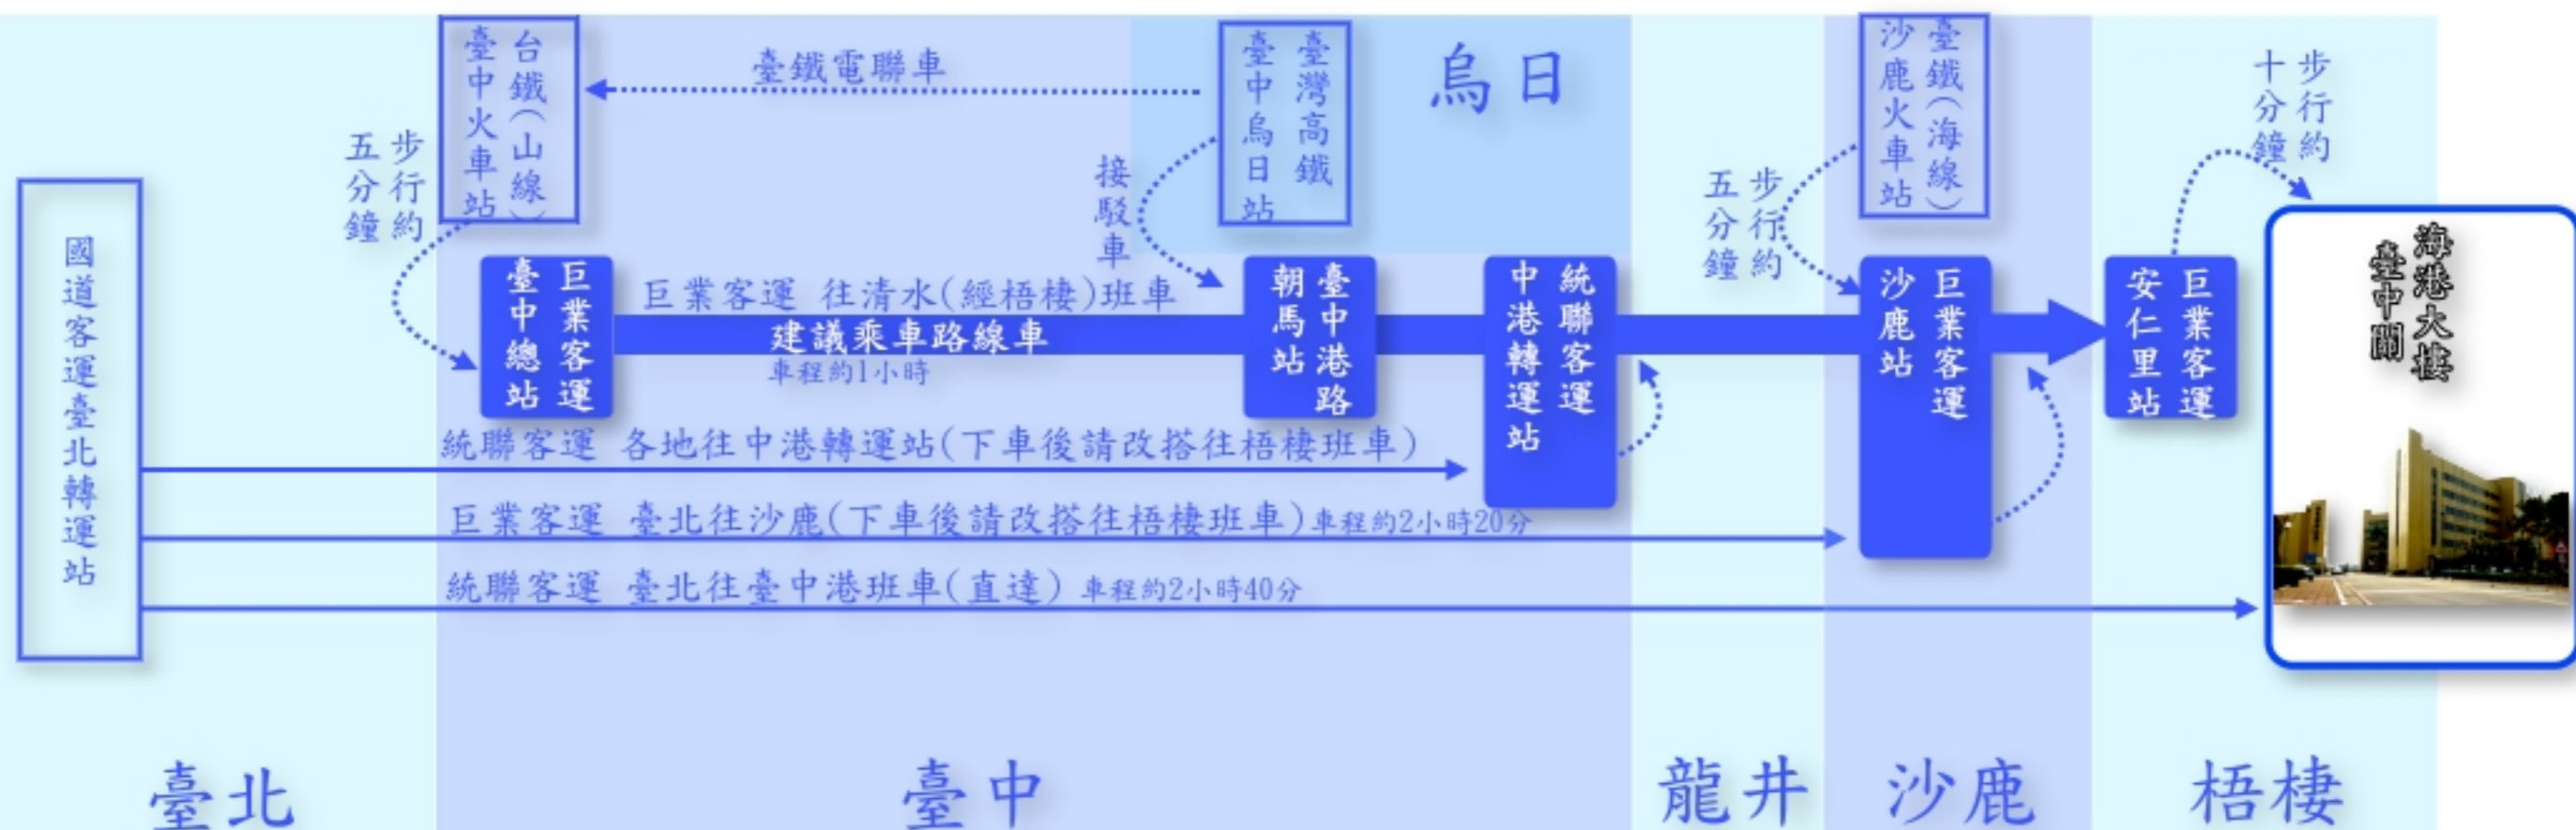 國道客運臺北轉運站
台鐵(山線)
臺中火車站
臺鐵電聯車
臺灣高鐵
臺中烏日站
烏日
臺鐵(海線)
沙鹿火車站
步行約
十分鐘
步行約
五分鐘
接駁車
步行約
五分鐘
巨業客運
臺中總站
巨業客運 往清水(經梧棲)班車
建議乘車路線車
車程約1小時
臺中港路
朝馬站
統聯客運
中港轉運站
巨業客運
沙鹿站
巨業客運
安仁里站
海港大樓
臺中關
統聯客運 各地往中港轉運站(下車後請改搭往梧棲班車)
巨業客運 臺北往沙鹿(下車後請改搭往梧棲班車)車程約2小時20分
統聯客運 臺北往臺中港班車(直達) 車程約2小時40分
臺北
臺中
龍井
沙鹿
梧棲